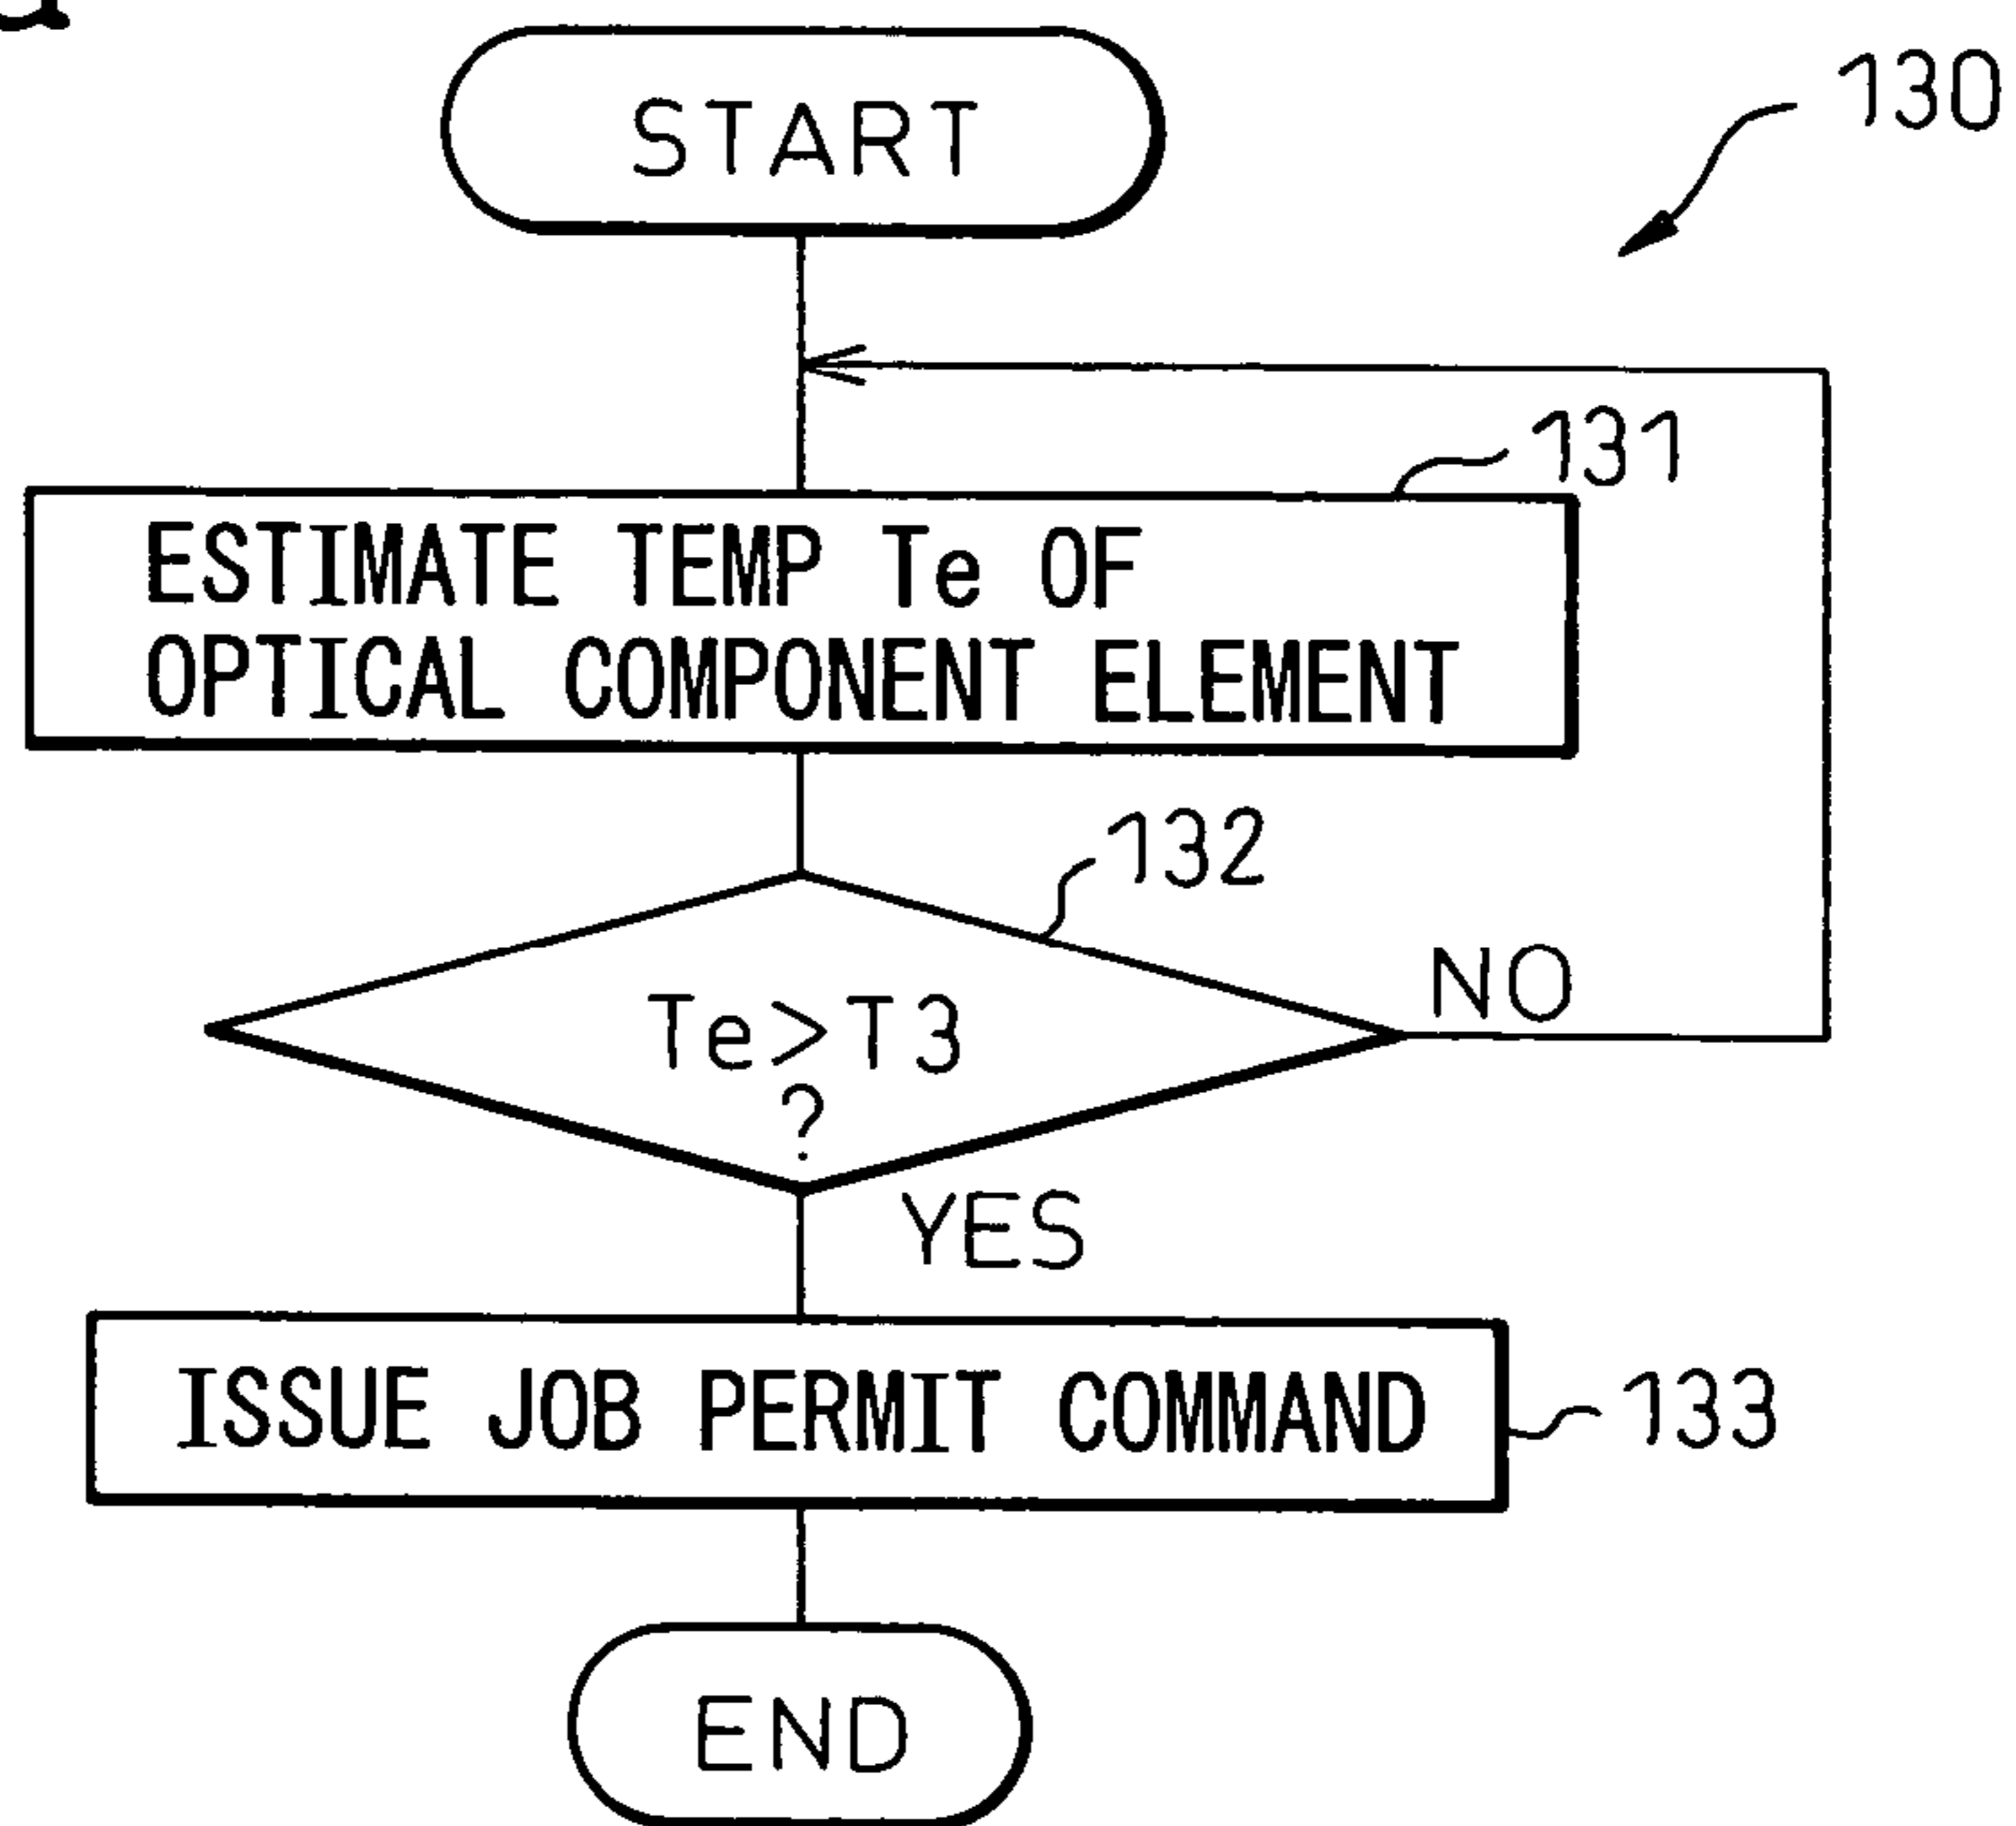 START
130
131
ESTIMATE TEMP Te OF
OPTICAL COMPONENT ELEMENT
132
Te>T3
?
NO
YES
ISSUE JOB PERMIT COMMAND
133
END